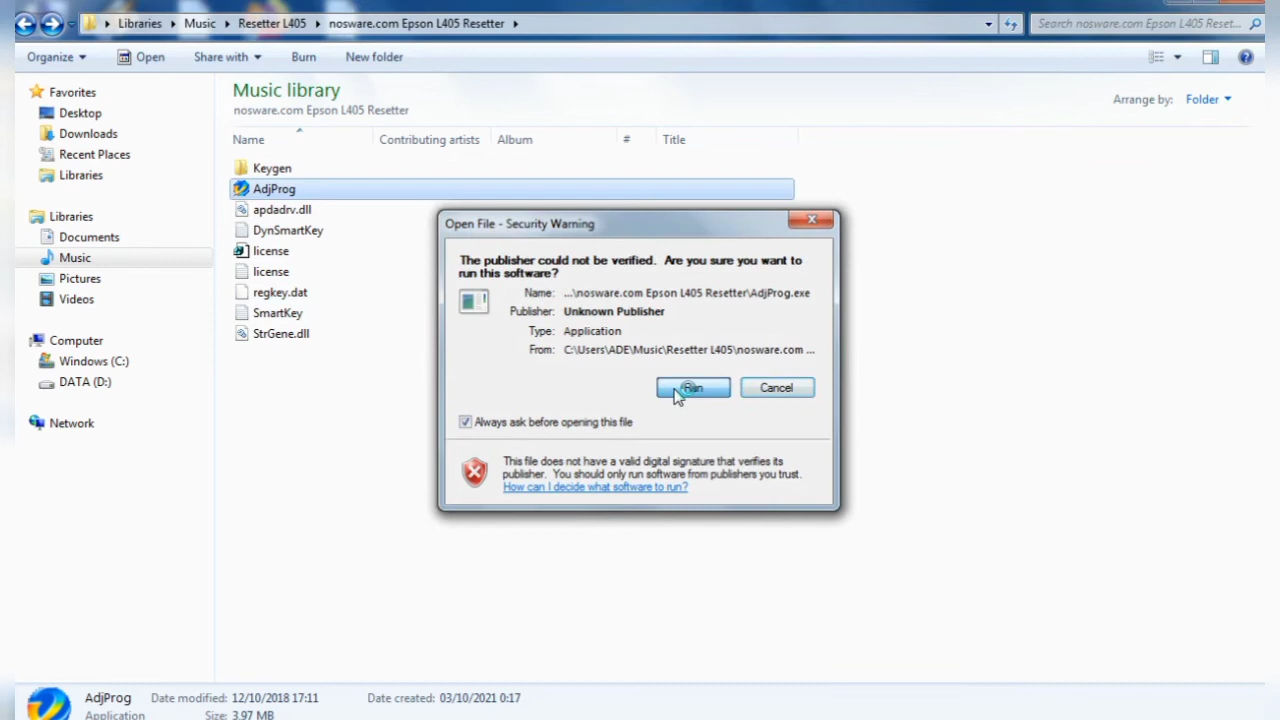 Libraries ▸ Music ▸ Resetter L405 ▸ nosware.com Epson L405 Resetter ▸
Search nosware.com Epson L405 Reset...
Organize Open Share with Burn New folder
Favorites
Desktop
Downloads
Recent Places
Libraries
Libraries
Documents
Music
Pictures
Videos
Computer
Windows (C:)
DATA (D:)
Network
Music library
nosware.com Epson L405 Resetter
Arrange by: Folder
Name Contributing artists Album # Title
Keygen
AdjProg
apdadrv.dll
DynSmartKey
license
license
regkey.dat
SmartKey
StrGene.dll
Open File - Security Warning
The publisher could not be verified. Are you sure you want to
run this software?
Name: ...\nosware.com Epson L405 Resetter\AdjProg.exe
Publisher: Unknown Publisher
Type: Application
From: C:\Users\ADE\Music\Resetter L405\nosware.com ...
Run Cancel
Always ask before opening this file
This file does not have a valid digital signature that verifies its
publisher. You should only run software from publishers you trust.
How can I decide what software to run?
AdjProg Date modified: 12/10/2018 17:11 Date created: 03/10/2021 0:17
Application Size: 3.97 MB